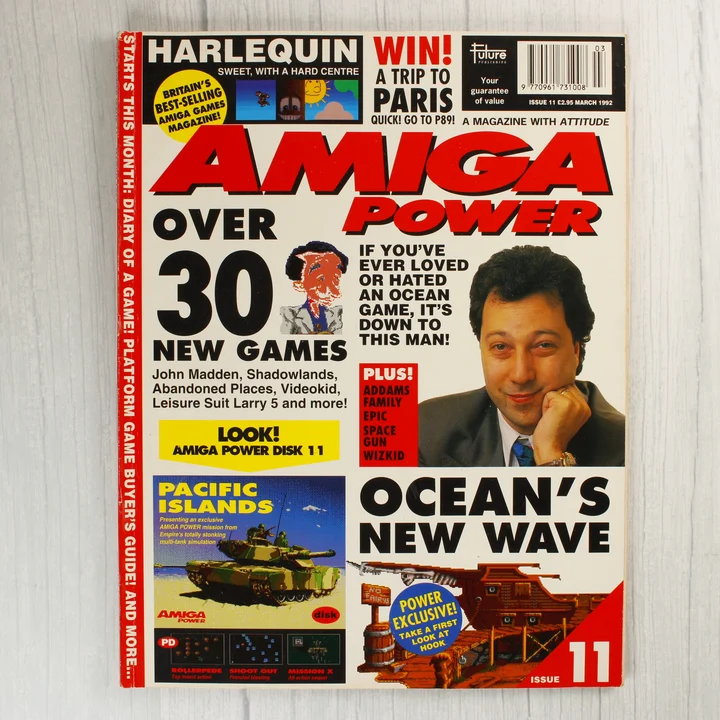 STARTS THIS MONTH: DIARY OF A GAME! PLATFORM GAME BUYER'S GUIDE! AND MORE...
HARLEQUIN
SWEET, WITH A HARD CENTRE
BRITAIN'S
BEST-SELLING
AMIGA GAMES
MAGAZINE!
WIN!
A TRIP TO
PARIS
QUICK! GO TO P89!
Future
PUBLISHING
Your
guarantee
of value
03
9 770961 731008
ISSUE 11 £2.95 MARCH 1992
A MAGAZINE WITH ATTITUDE
AMIGA
POWER
OVER
30
NEW GAMES
John Madden, Shadowlands,
Abandoned Places, Videokid,
Leisure Suit Larry 5 and more!
IF YOU'VE
EVER LOVED
OR HATED
AN OCEAN
GAME, IT'S
DOWN TO
THIS MAN!
PLUS!
ADDAMS
FAMILY
EPIC
SPACE
GUN
WIZKID
LOOK!
AMIGA POWER DISK 11
PACIFIC
ISLANDS
Presenting an exclusive
AMIGA POWER mission from
Empire's totally stonking
multi-tank simulation
AMIGA
POWER
disk
PD
ROLLERPEDE
SHOOT OUT
MISSION X
OCEAN'S
NEW WAVE
NO
POWER
EXCLUSIVE!
TAKE A FIRST
LOOK AT
HOOK
ISSUE 11